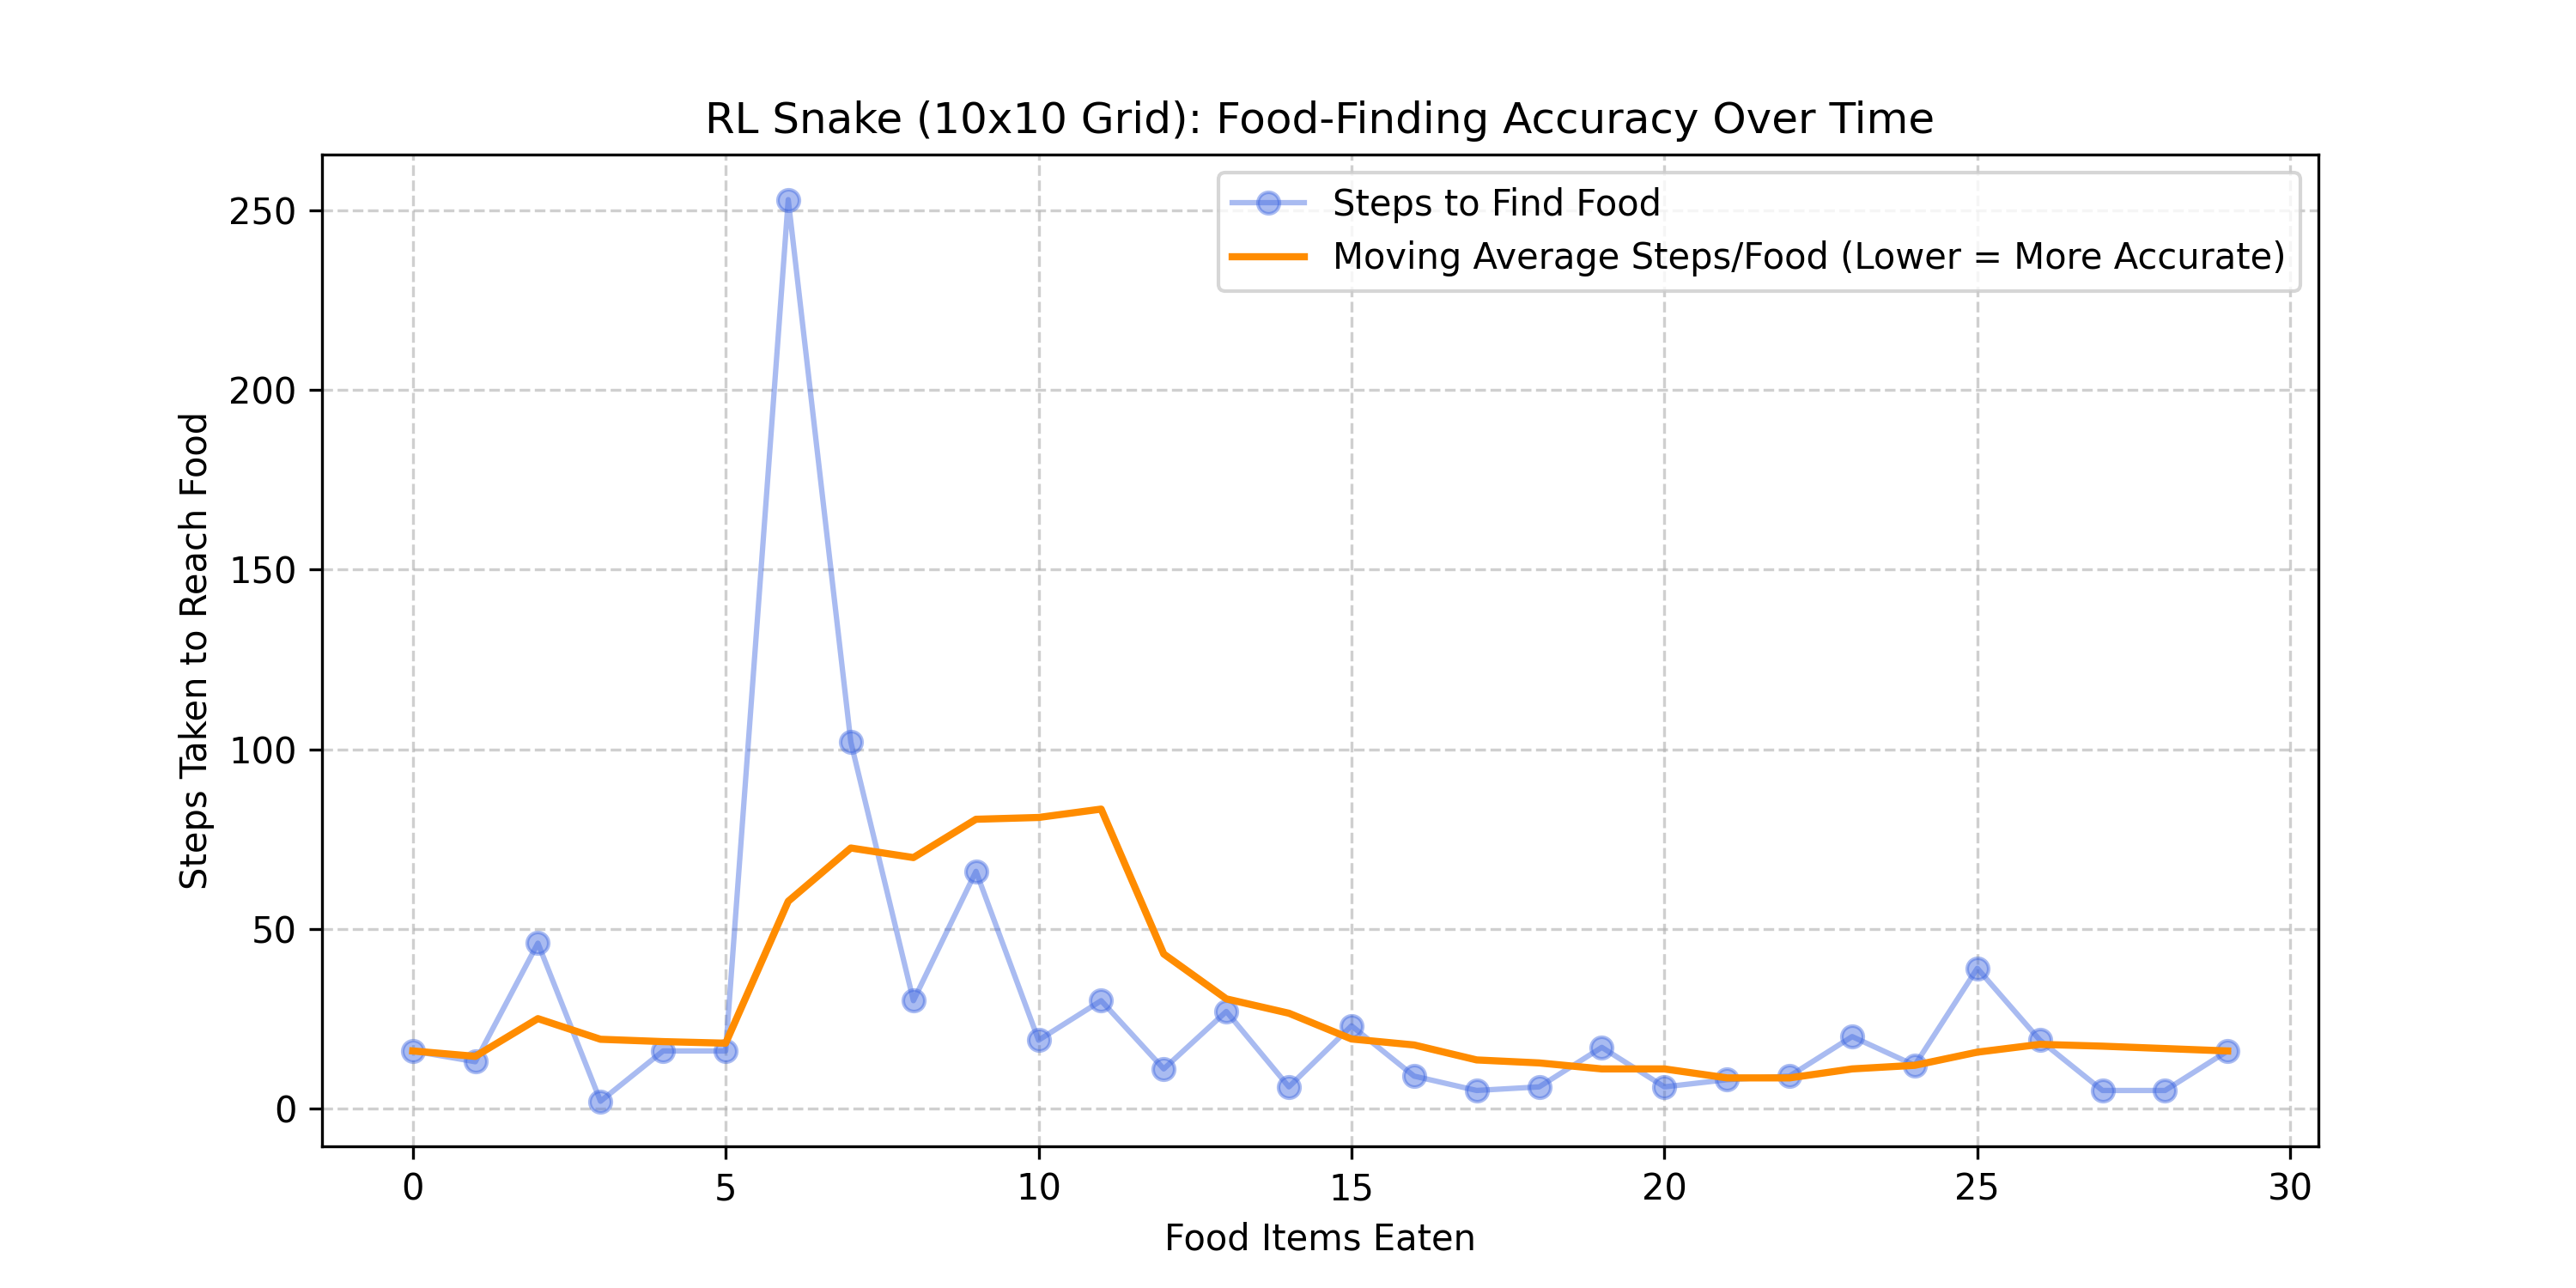 RL Snake (10x10 Grid): Food-Finding Accuracy Over Time
Steps to Find Food
Moving Average Steps/Food (Lower = More Accurate)
Steps Taken to Reach Food
250
200
150
100
50
0
0 5 10 15 20 25 30
Food Items Eaten